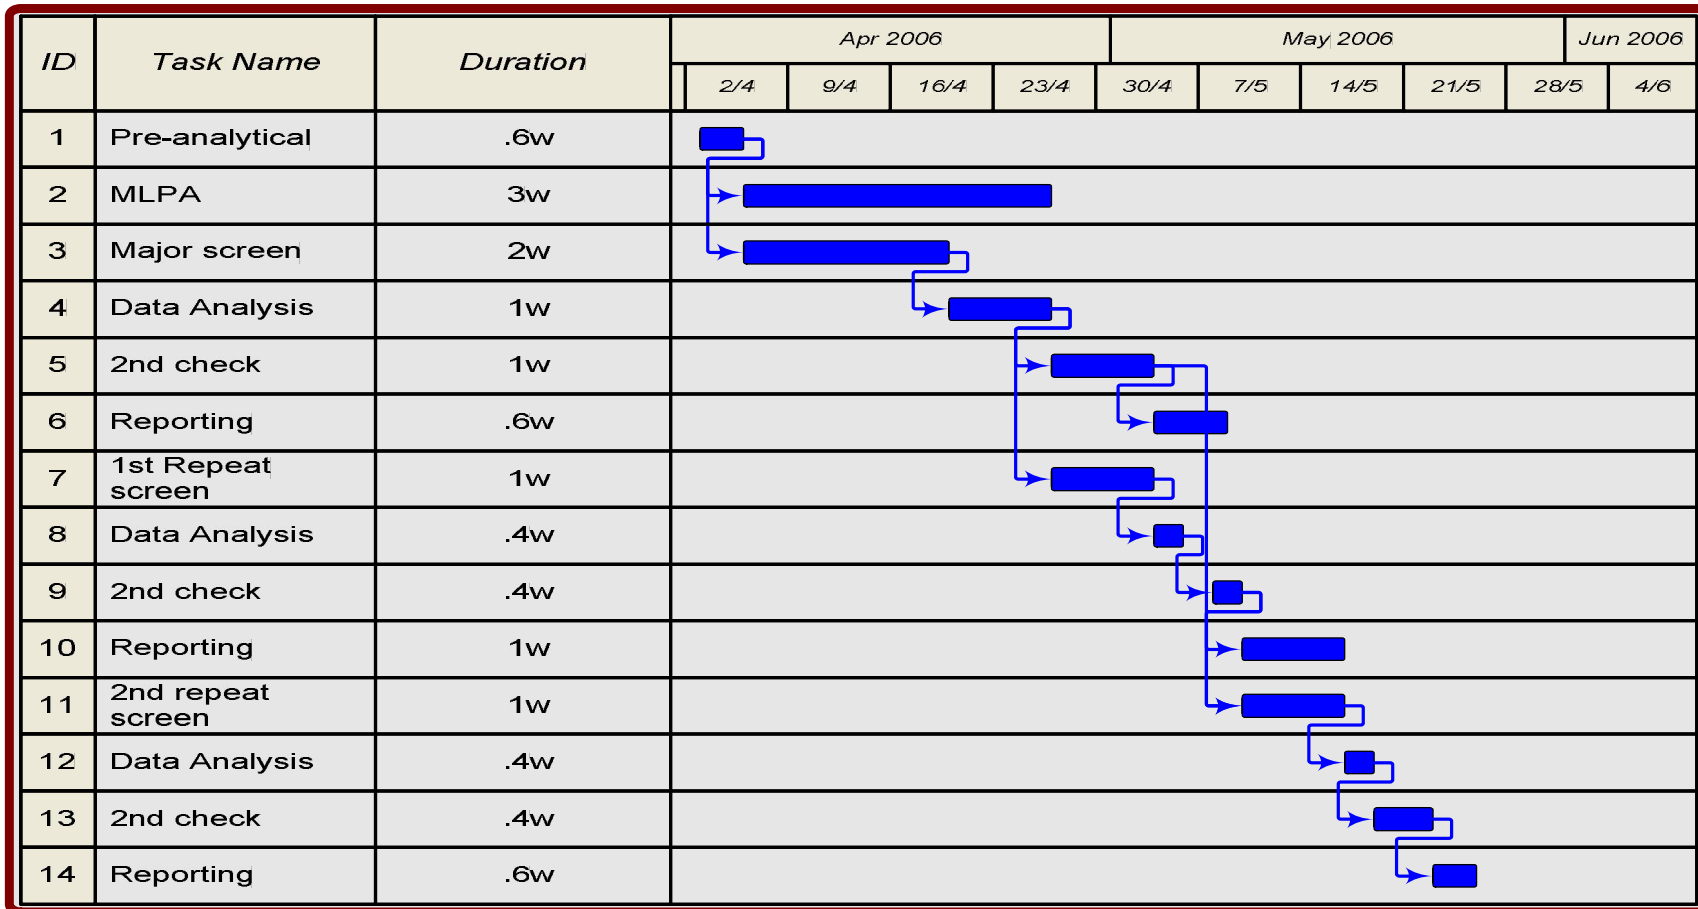 ID Task Name Duration Apr 2006 May 2006 Jun 2006
2/4 9/4 16/4 23/4 30/4 7/5 14/5 21/5 28/5 4/6
1 Pre-analytical .6w
2 MLPA 3w
3 Major screen 2w
4 Data Analysis 1w
5 2nd check 1w
6 Reporting .6w
7 1st Repeat screen 1w
8 Data Analysis .4w
9 2nd check .4w
10 Reporting 1w
11 2nd repeat screen 1w
12 Data Analysis .4w
13 2nd check .4w
14 Reporting .6w